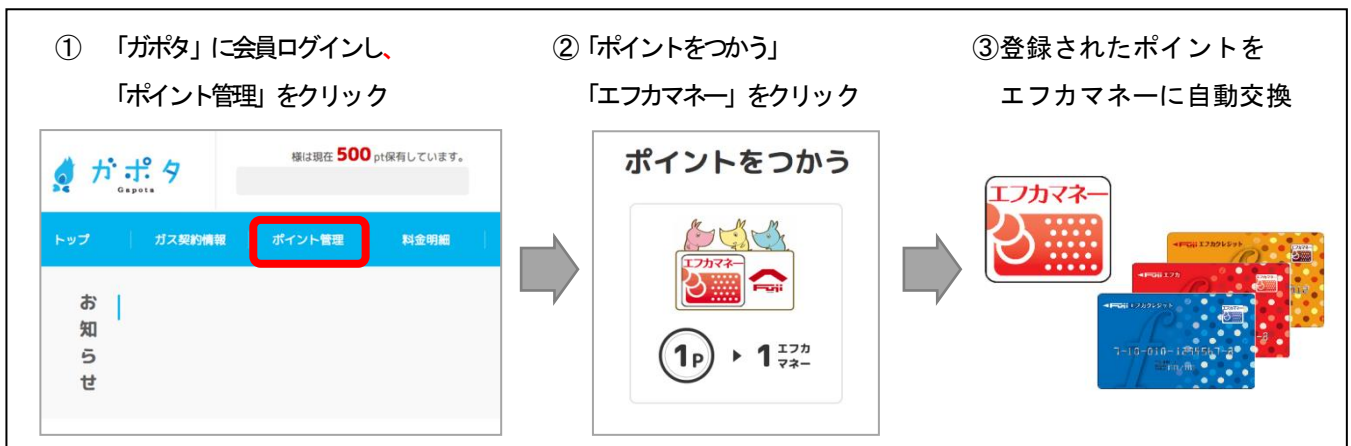 ① 「ガポタ」に会員ログインし、
「ポイント管理」をクリック
ガポタ
Gapota
様は現在 500 pt保有しています。
トップ
ガス契約情報
ポイント管理
料金明細
お知らせ
②「ポイントをつかう」
「エフカマネー」をクリック
ポイントをつかう
エフカマネー
Fuji
1P ▶ 1 エフカマネー
③登録されたポイントを
エフカマネーに自動交換
エフカマネー
Fuji エフカクレジット
Fuji エフカ
Fuji エフカクレジット